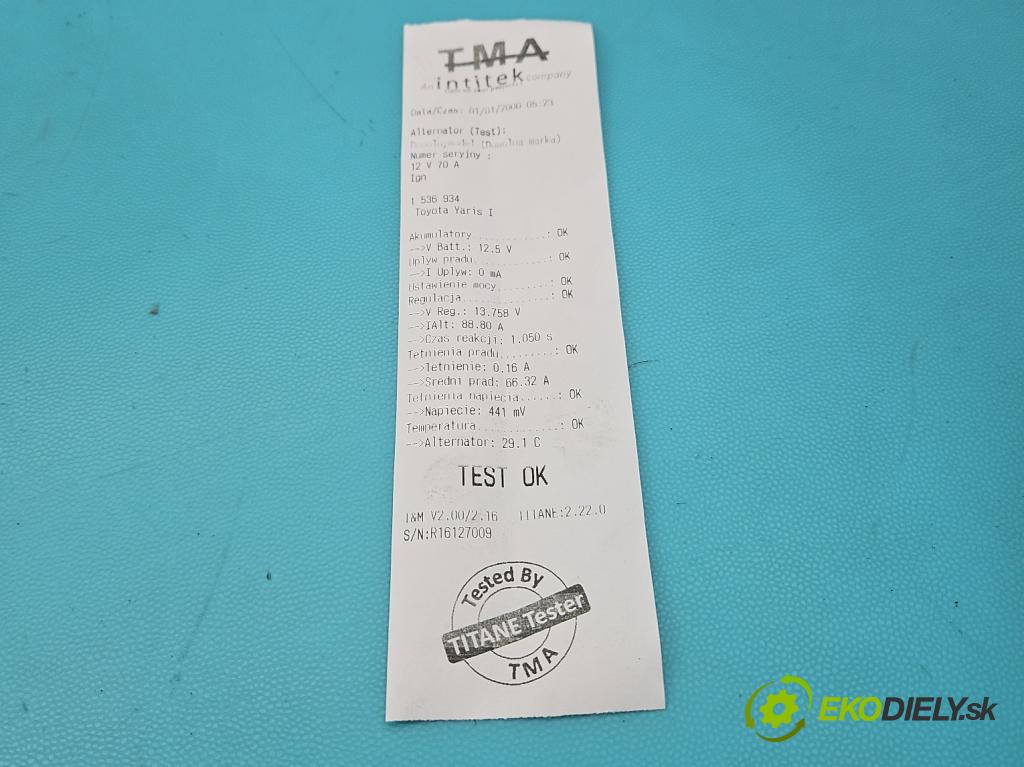 TMA
An intitek company
Data/Czas: 01/01/2000 05:23
Alternator (Test):
(Dowolna marka)
Numer seryjny :
12 V 70 A
Ign
1 536 934
Toyota Yaris I
Akumulatory............: OK
-->V Batt.: 12.5 V
Uplyw pradu............: OK
-->I Uplyw: 0 mA
Ustawienie mocy........: OK
Regulacja..............: OK
-->V Reg.: 13.758 V
-->IAlt: 88.80 A
-->Czas reakcji: 1.050 s
Tetnienia pradu.........: OK
-->Tetnienie: 0.16 A
-->Sredni prad: 66.32 A
Tetnienia napiecia......: OK
-->Napiecie: 441 mV
Temperatura.............: OK
-->Alternator: 29.1 C
TEST OK
I&M V2.00/2.16 TITANE:2.22.0
S/N:R16127009
Tested By
TITANE Tester
TMA
EKODIELY.sk